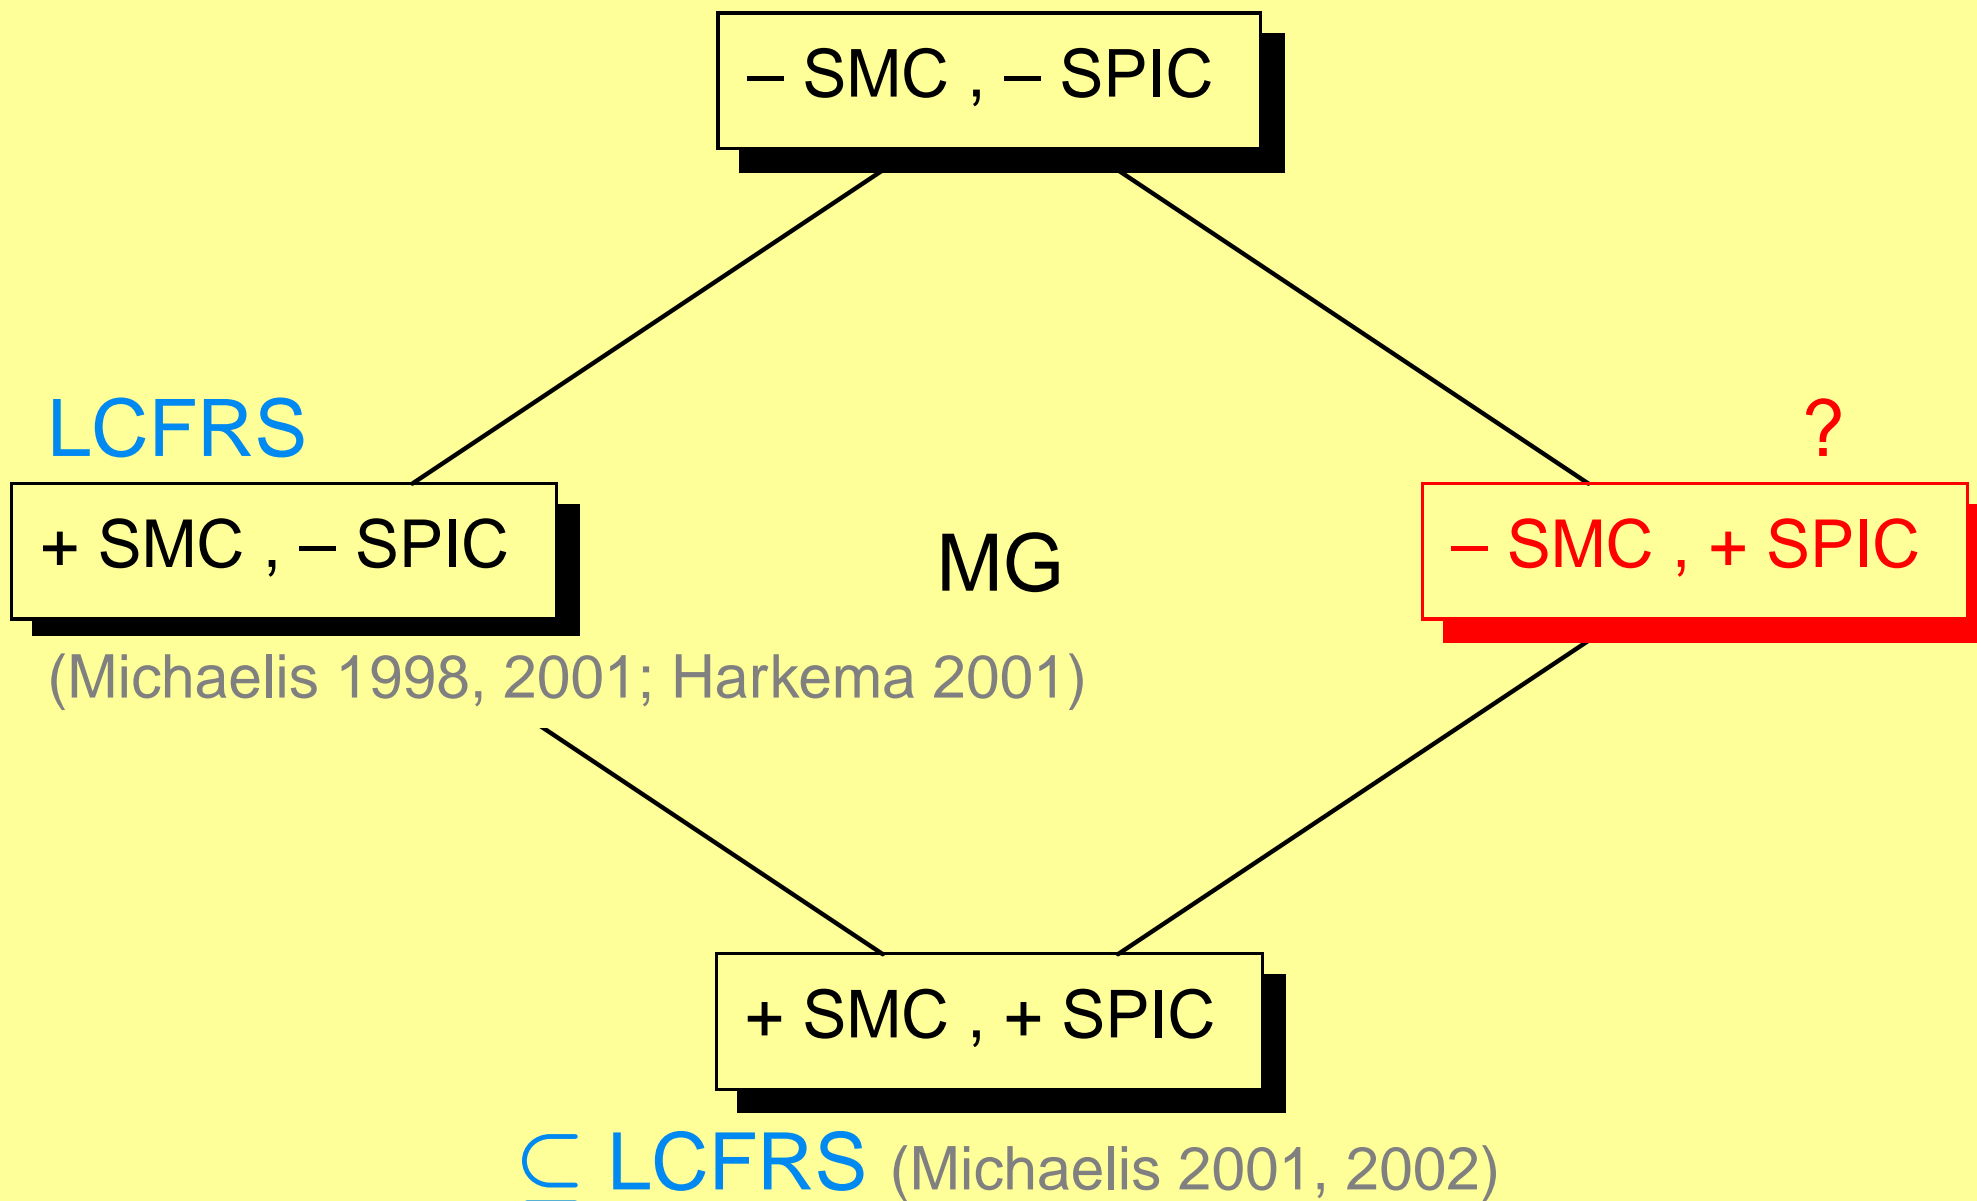 – SMC , – SPIC
LCFRS
?
+ SMC , – SPIC
MG
– SMC , + SPIC
(Michaelis 1998, 2001; Harkema 2001)
+ SMC , + SPIC
⊆ LCFRS (Michaelis 2001, 2002)